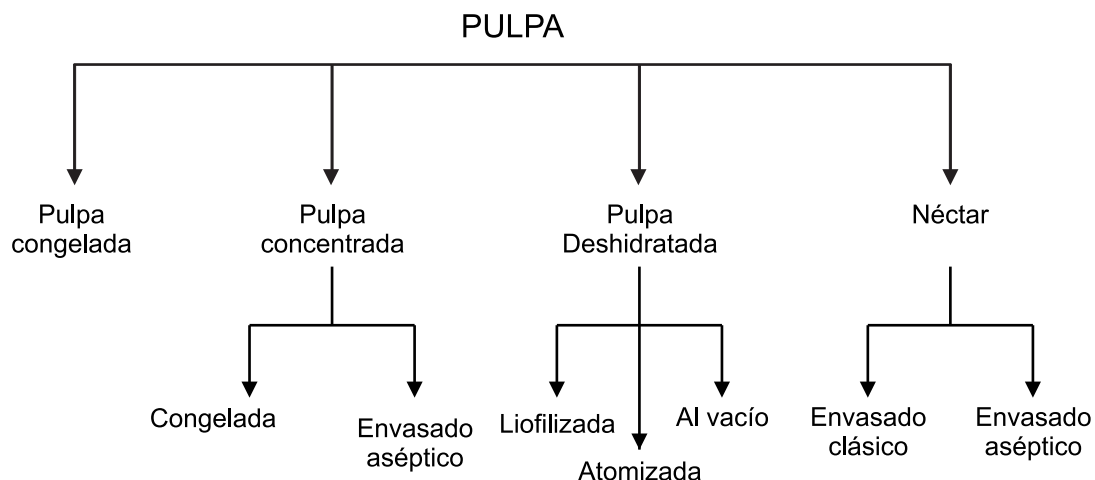 PULPA
Pulpa
congelada
Pulpa
concentrada
Pulpa
Deshidratada
Néctar
Congelada
Envasado
aséptico
Liofilizada
Atomizada
Al vacío
Envasado
clásico
Envasado
aséptico